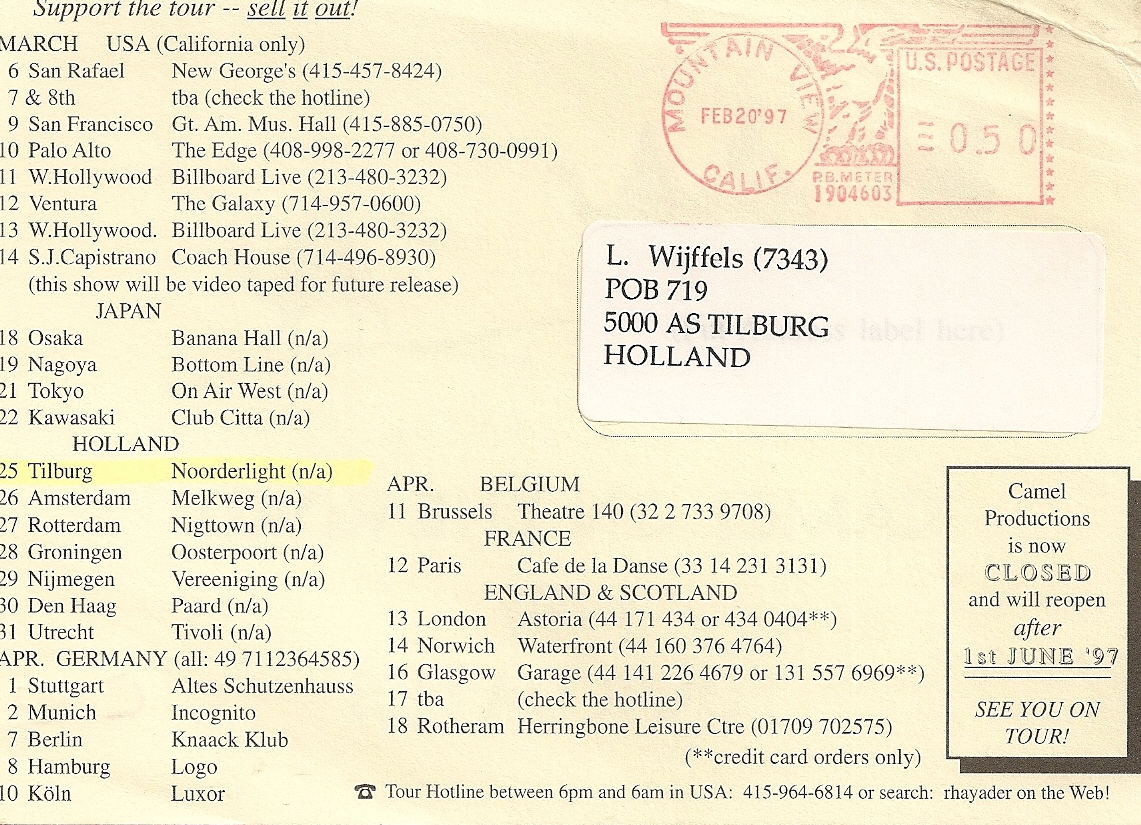 Support the tour -- sell it out!
MARCH USA (California only)
6 San Rafael New George's (415-457-8424)
7 & 8th tba (check the hotline)
9 San Francisco Gt. Am. Mus. Hall (415-885-0750)
10 Palo Alto The Edge (408-998-2277 or 408-730-0991)
11 W.Hollywood Billboard Live (213-480-3232)
12 Ventura The Galaxy (714-957-0600)
13 W.Hollywood. Billboard Live (213-480-3232)
14 S.J.Capistrano Coach House (714-496-8930)
(this show will be video taped for future release)
JAPAN
18 Osaka Banana Hall (n/a)
19 Nagoya Bottom Line (n/a)
21 Tokyo On Air West (n/a)
22 Kawasaki Club Citta (n/a)
HOLLAND
25 Tilburg Noorderlight (n/a)
26 Amsterdam Melkweg (n/a)
27 Rotterdam Nigttown (n/a)
28 Groningen Oosterpoort (n/a)
29 Nijmegen Vereeniging (n/a)
30 Den Haag Paard (n/a)
31 Utrecht Tivoli (n/a)
APR. GERMANY (all: 49 7112364585)
1 Stuttgart Altes Schutzenhauss
2 Munich Incognito
7 Berlin Knaack Klub
8 Hamburg Logo
10 Köln Luxor
MOUNTAIN VIEW
FEB20'97
CALIF.
P.B.METER
1904603
U.S. POSTAGE
0.50
L. Wijffels (7343)
POB 719
5000 AS TILBURG
HOLLAND
label here)
APR. BELGIUM
11 Brussels Theatre 140 (32 2 733 9708)
FRANCE
12 Paris Cafe de la Danse (33 14 231 3131)
ENGLAND & SCOTLAND
13 London Astoria (44 171 434 or 434 0404**)
14 Norwich Waterfront (44 160 376 4764)
16 Glasgow Garage (44 141 226 4679 or 131 557 6969**)
17 tba (check the hotline)
18 Rotheram Herringbone Leisure Ctre (01709 702575)
(**credit card orders only)
☎ Tour Hotline between 6pm and 6am in USA: 415-964-6814 or search: rhayader on the Web!
Camel
Productions
is now
CLOSED
and will reopen
after
1st JUNE '97
SEE YOU ON
TOUR!